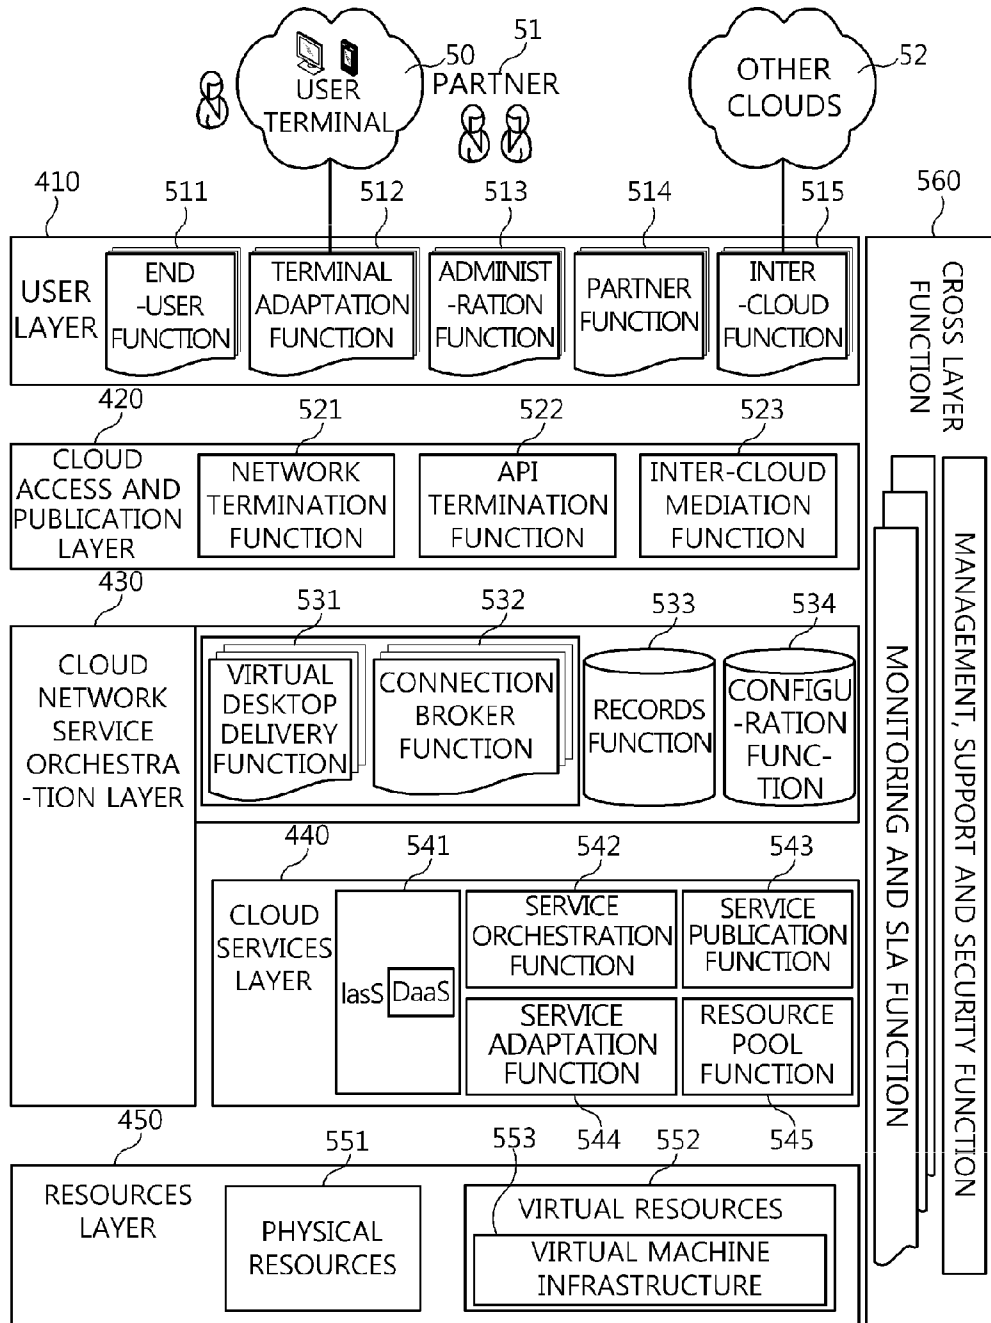 50
51
52
USER
TERMINAL
PARTNER
OTHER
CLOUDS
410
511
512
513
514
515
560
USER
LAYER
END
-USER
FUNCTION
TERMINAL
ADAPTATION
FUNCTION
ADMINIST
-RATION
FUNCTION
PARTNER
FUNCTION
INTER
-CLOUD
FUNCTION
CROSS LAYER
FUNCTION
420
521
522
523
CLOUD
ACCESS AND
PUBLICATION
LAYER
NETWORK
TERMINATION
FUNCTION
API
TERMINATION
FUNCTION
INTER-CLOUD
MEDIATION
FUNCTION
430
531
532
533
534
CLOUD
NETWORK
SERVICE
ORCHESTRA
-TION LAYER
VIRTUAL
DESKTOP
DELIVERY
FUNCTION
CONNECTION
BROKER
FUNCTION
RECORDS
FUNCTION
CONFIGU
-RATION
FUNC-
TION
MONITORING AND SLA FUNCTION
MANAGEMENT, SUPPORT AND SECURITY FUNCTION
440
541
542
543
CLOUD
SERVICES
LAYER
IasS
DaaS
SERVICE
ORCHESTRATION
FUNCTION
SERVICE
PUBLICATION
FUNCTION
SERVICE
ADAPTATION
FUNCTION
RESOURCE
POOL
FUNCTION
544
545
450
551
553
552
RESOURCES
LAYER
PHYSICAL
RESOURCES
VIRTUAL RESOURCES
VIRTUAL MACHINE
INFRASTRUCTURE